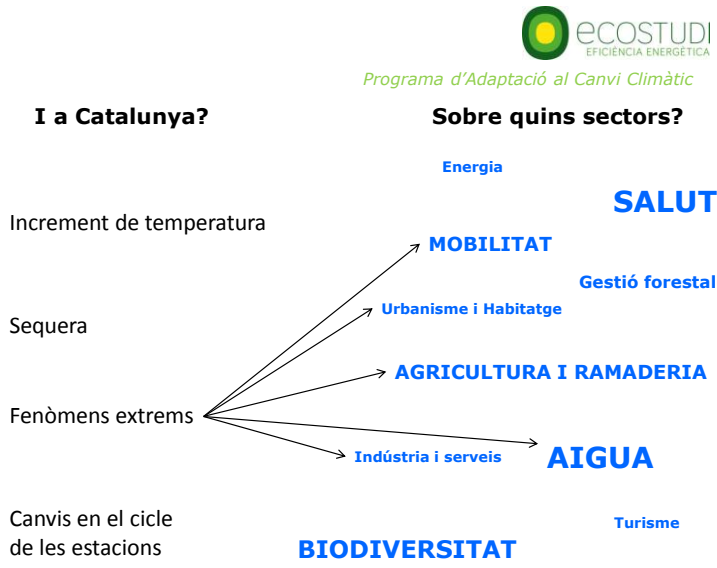 ecostudi
EFICIÈNCIA ENERGÈTICA
Programa d'Adaptació al Canvi Climàtic
I a Catalunya?
Sobre quins sectors?
Energia
SALUT
Increment de temperatura
MOBILITAT
Gestió forestal
Urbanisme i Habitatge
Sequera
AGRICULTURA I RAMADERIA
Fenòmens extrems
Indústria i serveis
AIGUA
Canvis en el cicle
de les estacions
Turisme
BIODIVERSITAT